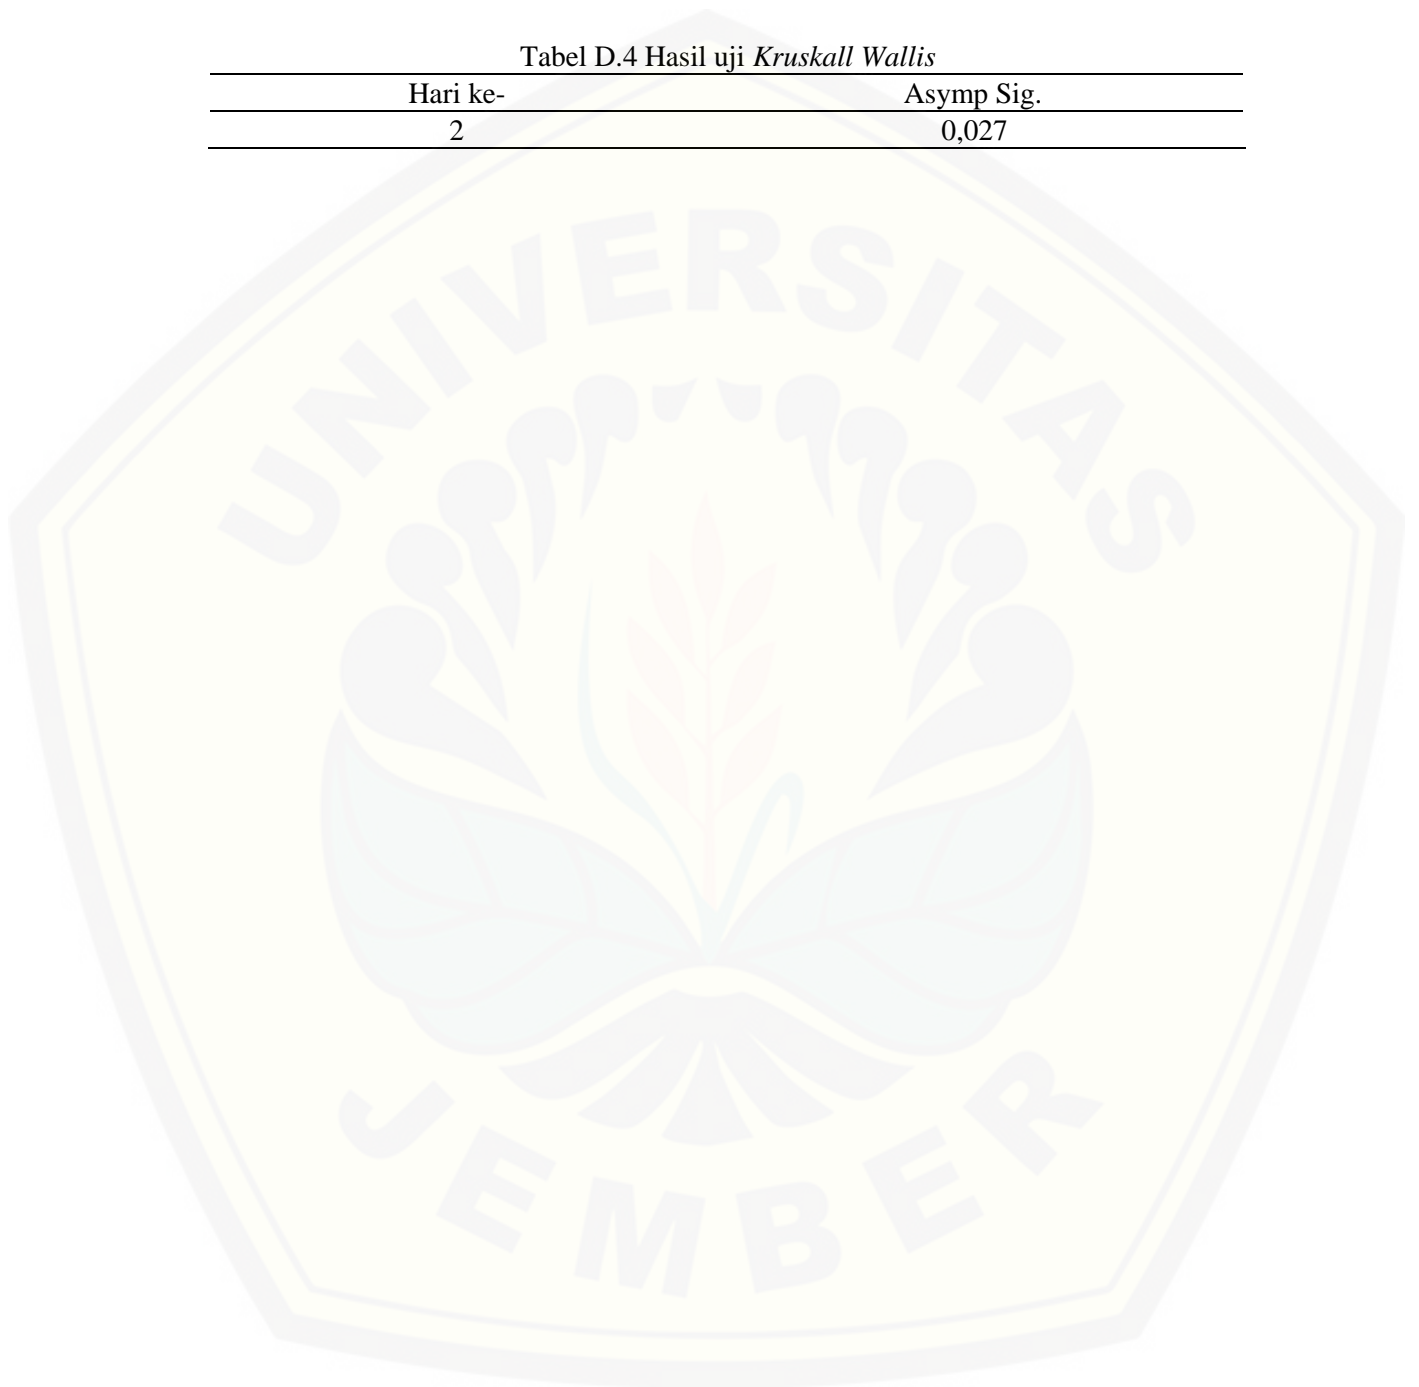 Tabel D.4 Hasil uji Kruskall Wallis
Hari ke- Asymp Sig.
2 0,027
UNIVERSITAS
JEMBER